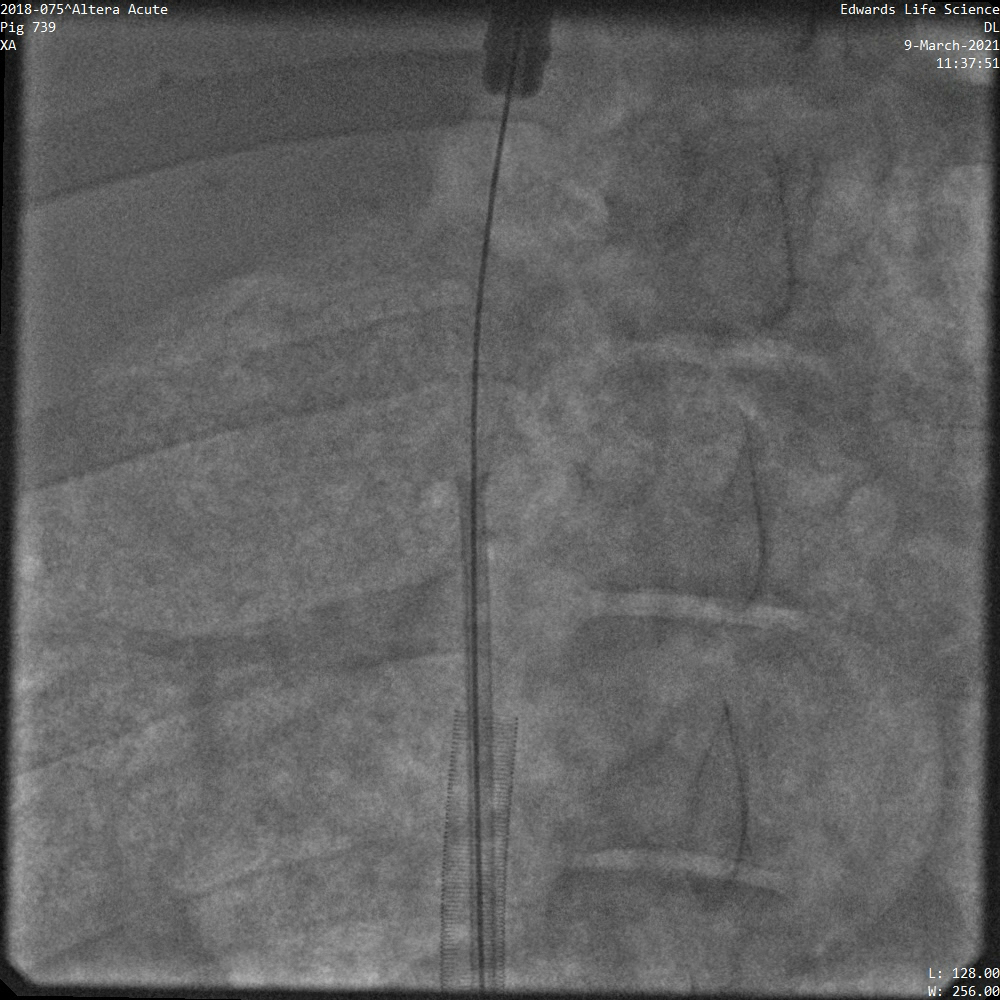 2018-075^Altera Acute
Pig 739
XA
Edwards Life Science
DL
9-March-2021
11:37:51
L: 128.00
W: 256.00